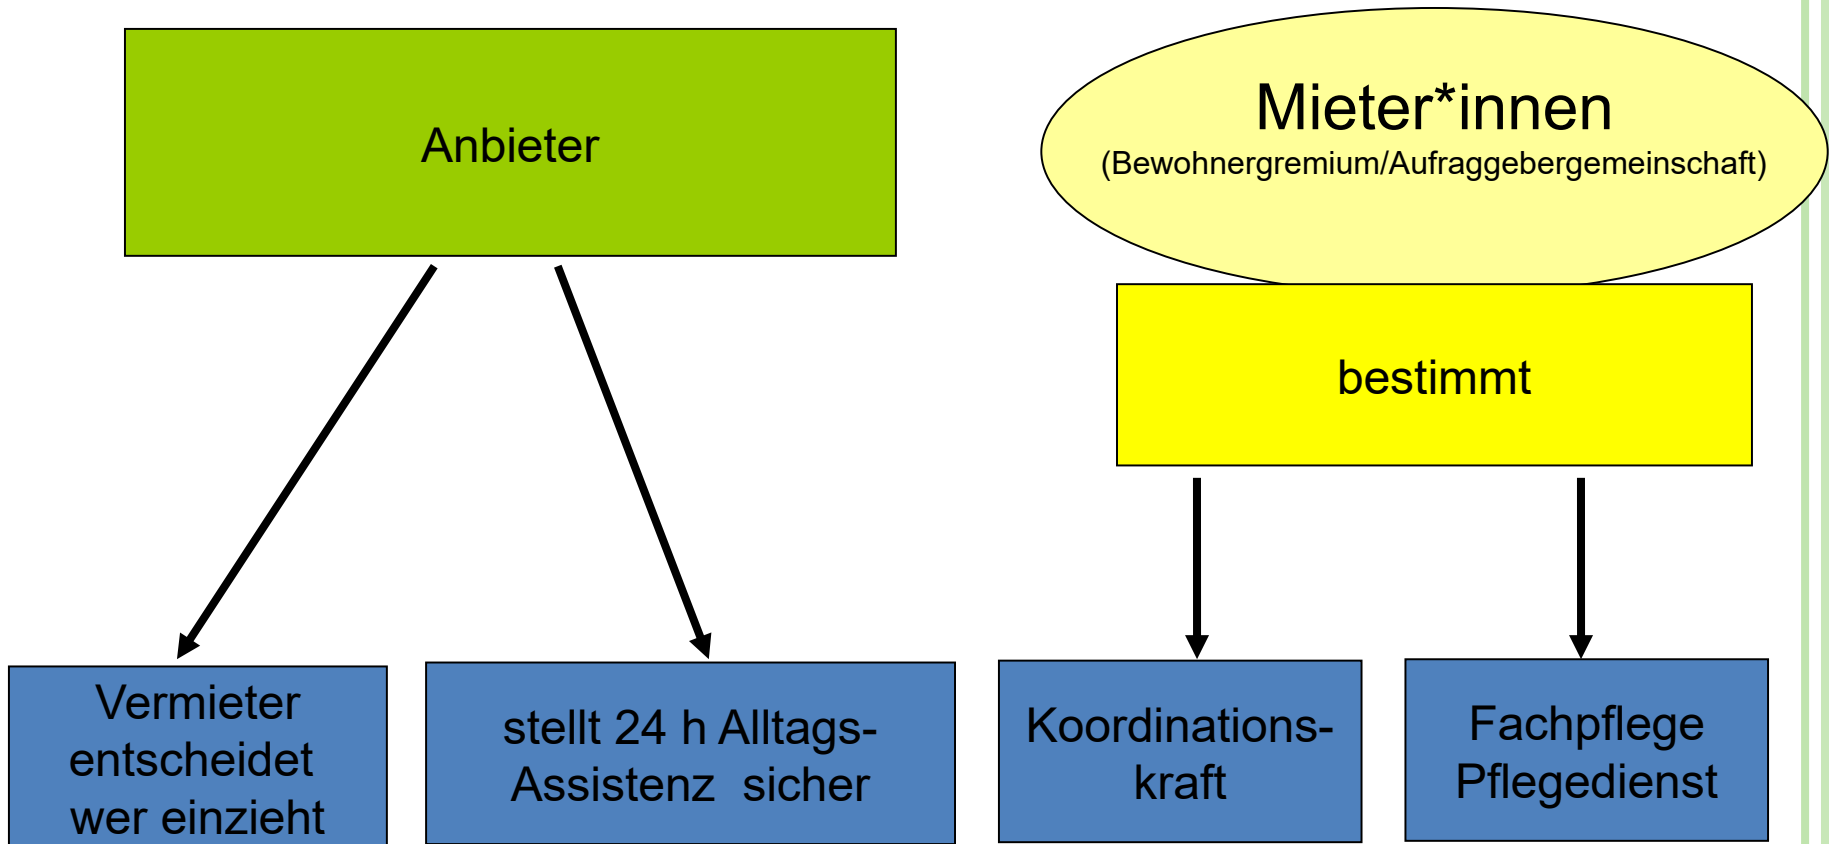 Anbieter
Mieter*innen
(Bewohnergremium/Aufraggebergemeinschaft)
bestimmt
Vermieter
entscheidet
wer einzieht
stellt 24 h Alltags-
Assistenz sicher
Koordinations-
kraft
Fachpflege
Pflegedienst